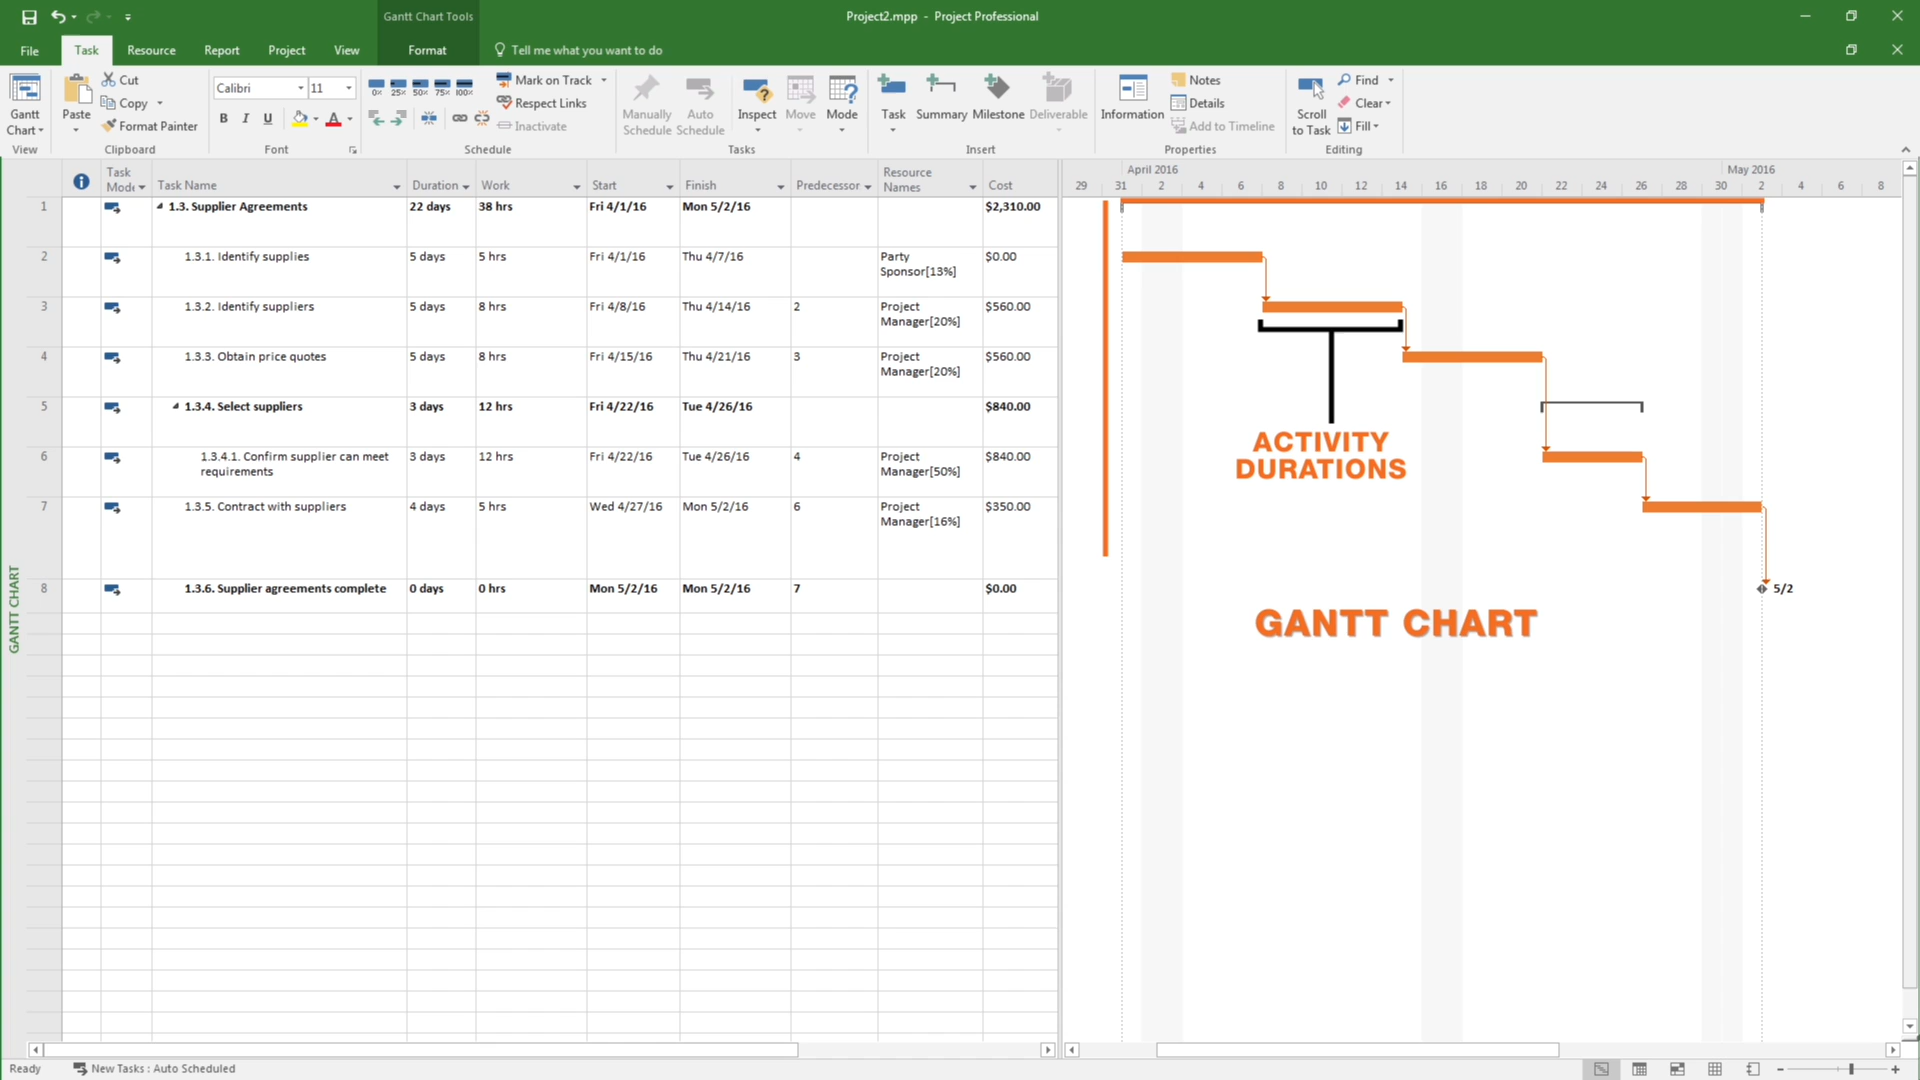 Gantt Chart Tools
Project2.mpp - Project Professional
File Task Resource Report Project View Format Tell me what you want to do
Gantt Chart
View
Paste
Cut
Copy
Format Painter
Clipboard
Calibri 11
B I U A
Font
0% 25% 50% 75% 100%
Mark on Track
Respect Links
Inactivate
Schedule
Manually Schedule
Auto Schedule
Inspect
Move
Mode
Tasks
Task
Summary
Milestone
Deliverable
Insert
Information
Notes
Details
Add to Timeline
Properties
Scroll to Task
Find
Clear
Fill
Editing
Task Mode Task Name Duration Work Start Finish Predecessor Resource Names Cost
1 1.3. Supplier Agreements 22 days 38 hrs Fri 4/1/16 Mon 5/2/16 $2,310.00
2 1.3.1. Identify supplies 5 days 5 hrs Fri 4/1/16 Thu 4/7/16 Party Sponsor[13%] $0.00
3 1.3.2. Identify suppliers 5 days 8 hrs Fri 4/8/16 Thu 4/14/16 2 Project Manager[20%] $560.00
4 1.3.3. Obtain price quotes 5 days 8 hrs Fri 4/15/16 Thu 4/21/16 3 Project Manager[20%] $560.00
5 1.3.4. Select suppliers 3 days 12 hrs Fri 4/22/16 Tue 4/26/16 $840.00
6 1.3.4.1. Confirm supplier can meet requirements 3 days 12 hrs Fri 4/22/16 Tue 4/26/16 4 Project Manager[50%] $840.00
7 1.3.5. Contract with suppliers 4 days 5 hrs Wed 4/27/16 Mon 5/2/16 6 Project Manager[16%] $350.00
8 1.3.6. Supplier agreements complete 0 days 0 hrs Mon 5/2/16 Mon 5/2/16 7 $0.00
April 2016 May 2016
29 31 2 4 6 8 10 12 14 16 18 20 22 24 26 28 30 2 4 6 8
ACTIVITY
DURATIONS
5/2
GANTT CHART
GANTT CHART
Ready New Tasks : Auto Scheduled